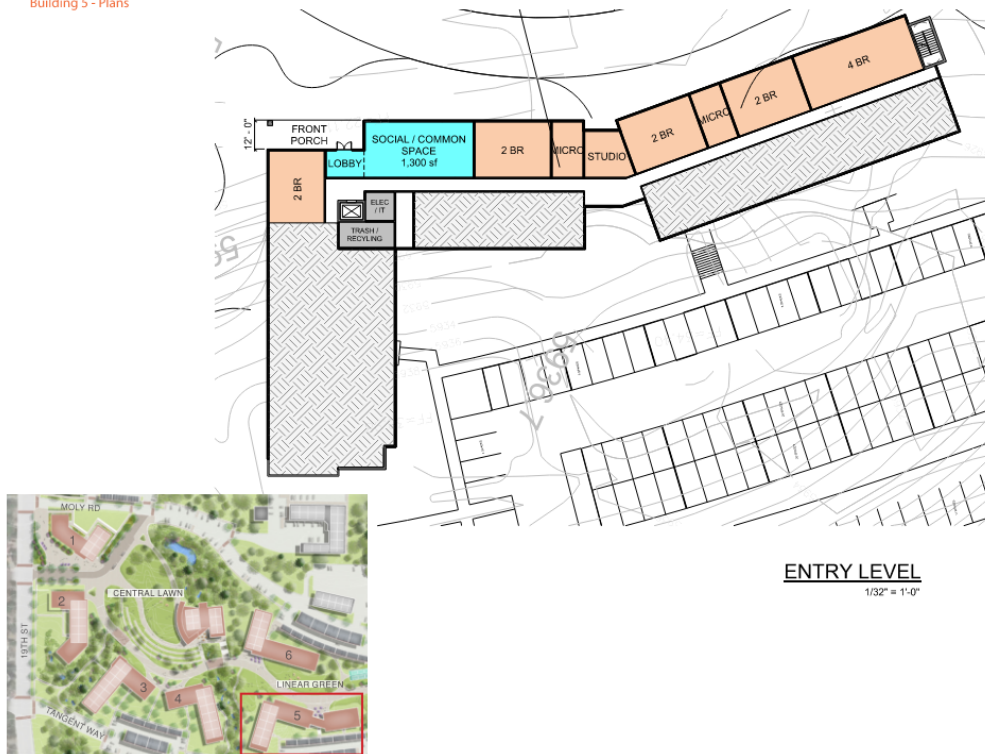 Building 5 - Plans
12' - 0"
FRONT
PORCH
LOBBY
SOCIAL / COMMON
SPACE
1,300 sf
2 BR
MICRO
STUDIO
2 BR
MICRO
2 BR
4 BR
2 BR
ELEC
/ IT
TRASH /
RECYLING
5936
5936
ENTRY LEVEL
1/32" = 1'-0"
MOLY RD
1
2
CENTRAL LAWN
19TH ST
6
3
4
LINEAR GREEN
5
TANGENT WAY